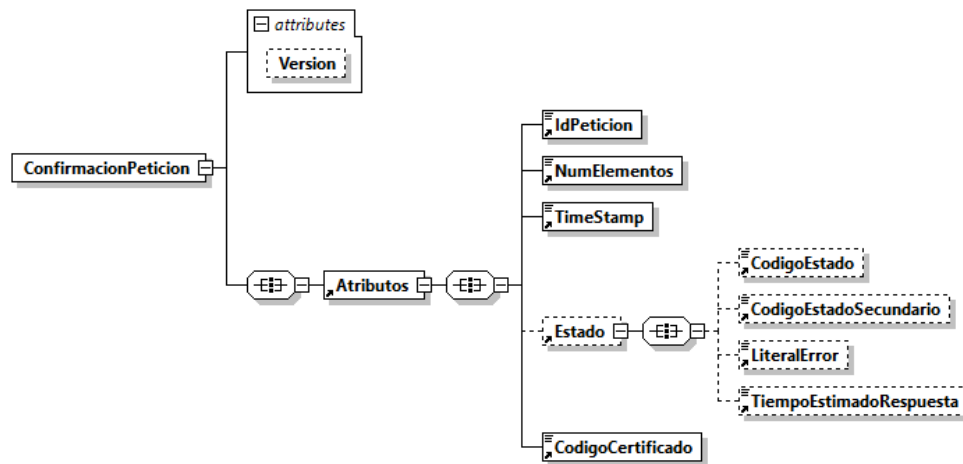 attributes
Version
IdPeticion
ConfirmacionPeticion
NumElementos
TimeStamp
CodigoEstado
Atributos
CodigoEstadoSecundario
Estado
LiteralError
TiempoEstimadoRespuesta
CodigoCertificado